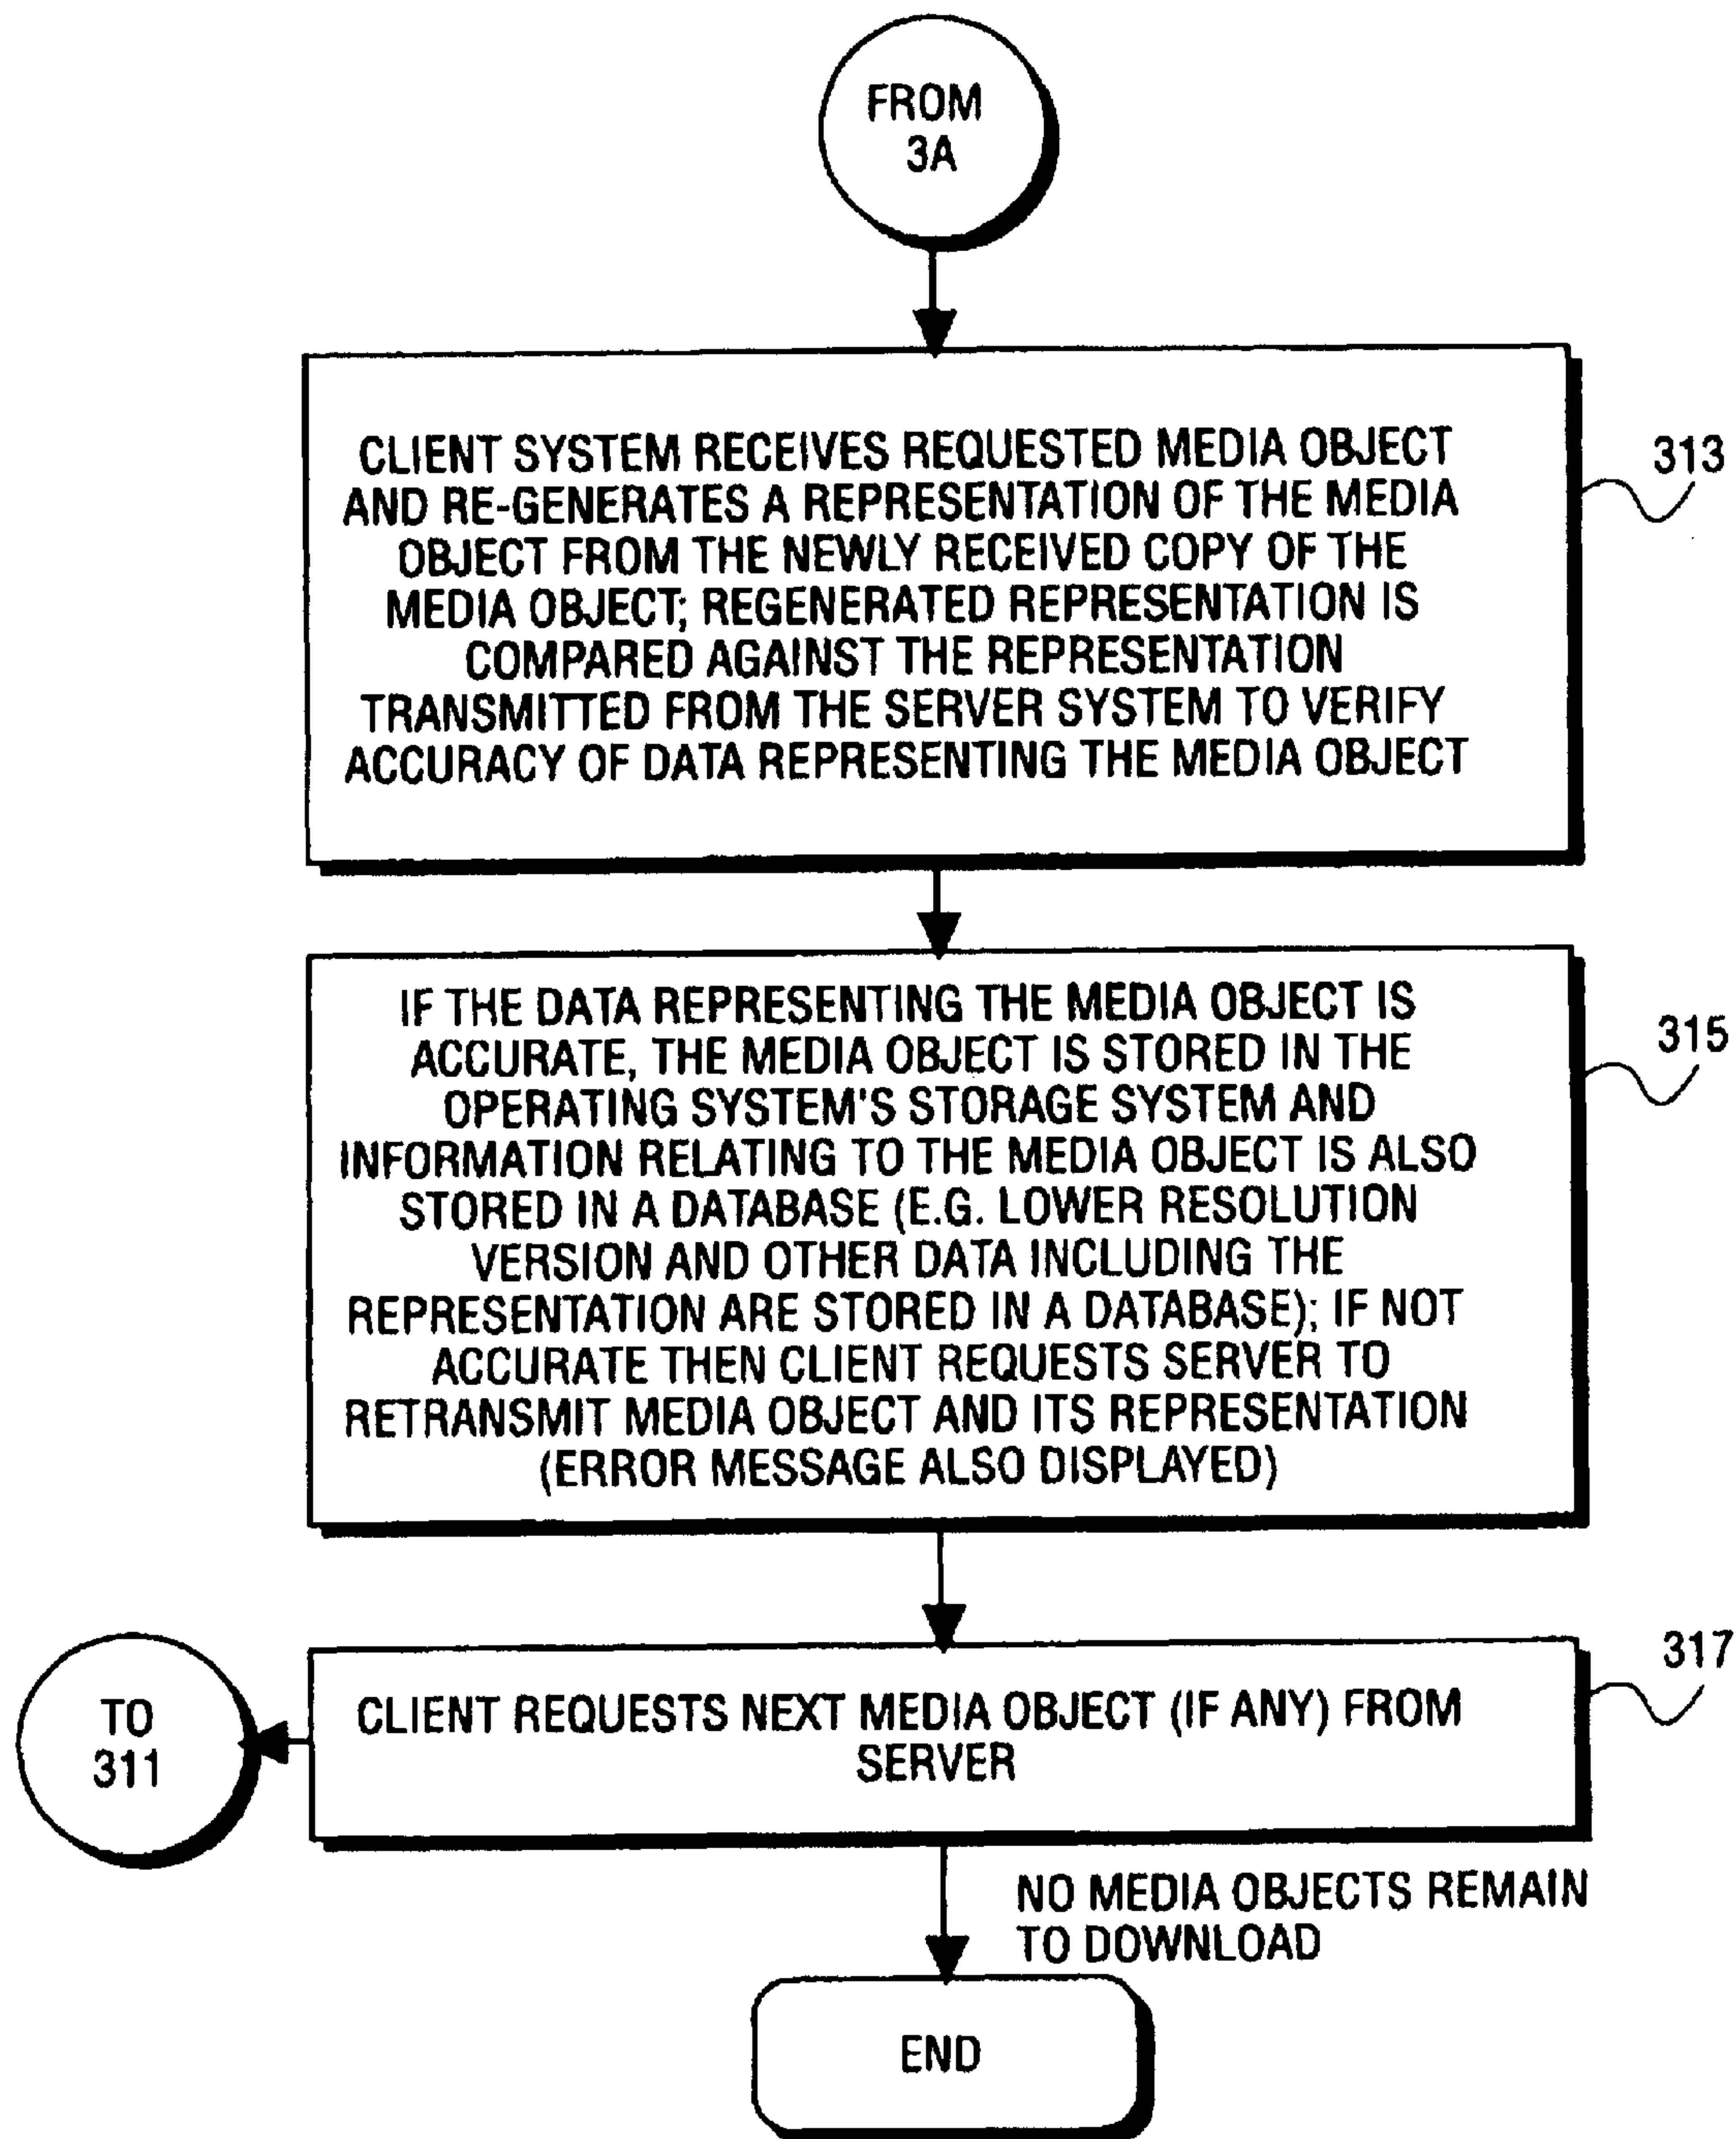 FROM
3A
CLIENT SYSTEM RECEIVES REQUESTED MEDIA OBJECT
AND RE-GENERATES A REPRESENTATION OF THE MEDIA
OBJECT FROM THE NEWLY RECEIVED COPY OF THE
MEDIA OBJECT; REGENERATED REPRESENTATION IS
COMPARED AGAINST THE REPRESENTATION
TRANSMITTED FROM THE SERVER SYSTEM TO VERIFY
ACCURACY OF DATA REPRESENTING THE MEDIA OBJECT
313
IF THE DATA REPRESENTING THE MEDIA OBJECT IS
ACCURATE, THE MEDIA OBJECT IS STORED IN THE
OPERATING SYSTEM'S STORAGE SYSTEM AND
INFORMATION RELATING TO THE MEDIA OBJECT IS ALSO
STORED IN A DATABASE (E.G. LOWER RESOLUTION
VERSION AND OTHER DATA INCLUDING THE
REPRESENTATION ARE STORED IN A DATABASE); IF NOT
ACCURATE THEN CLIENT REQUESTS SERVER TO
RETRANSMIT MEDIA OBJECT AND ITS REPRESENTATION
(ERROR MESSAGE ALSO DISPLAYED)
315
TO
311
CLIENT REQUESTS NEXT MEDIA OBJECT (IF ANY) FROM
SERVER
317
NO MEDIA OBJECTS REMAIN
TO DOWNLOAD
END